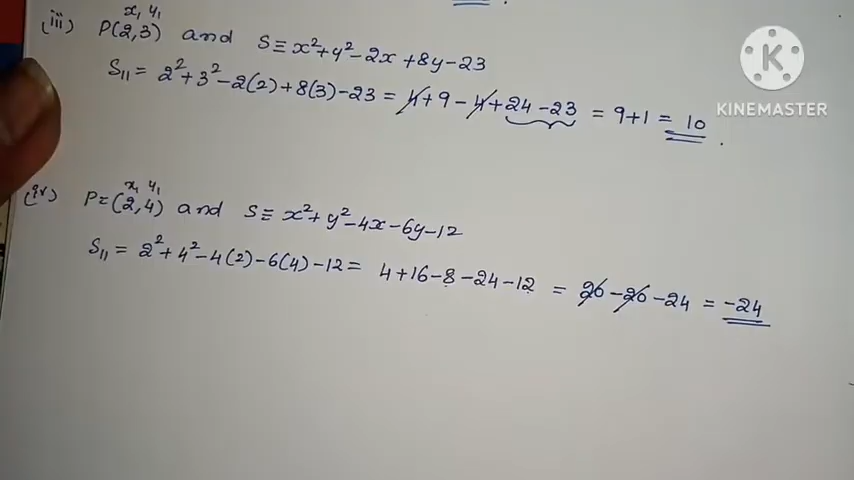 x₁ y₁
(iii) P(2,3) and S≡x²+y²-2x+8y-23
S₁₁= 2²+3²-2(2)+8(3)-23 = 4+9-4+24-23 = 9+1 = 10.
KINEMASTER
x₁ y₁
(iv) P=(2,4) and S≡ x²+y²-4x-6y-12
S₁₁= 2²+4²-4(2)-6(4)-12= 4+16-8-24-12 = 20-20-24 = -24